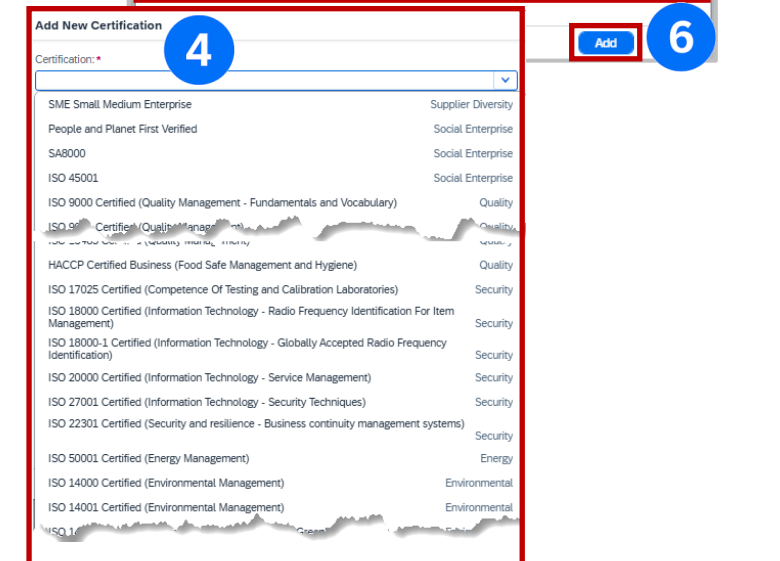 Add New Certification
4
Certification: *
SME Small Medium Enterprise Supplier Diversity
People and Planet First Verified Social Enterprise
SA8000 Social Enterprise
ISO 45001 Social Enterprise
ISO 9000 Certified (Quality Management - Fundamentals and Vocabulary) Quality
Certified Quality
HACCP Certified Business (Food Safe Management and Hygiene) Quality
ISO 17025 Certified (Competence Of Testing and Calibration Laboratories) Security
ISO 18000 Certified (Information Technology - Radio Frequency Identification For Item
Management) Security
ISO 18000-1 Certified (Information Technology - Globally Accepted Radio Frequency
Identification) Security
ISO 20000 Certified (Information Technology - Service Management) Security
ISO 27001 Certified (Information Technology - Security Techniques) Security
ISO 22301 Certified (Security and resilience - Business continuity management systems)
Security
ISO 50001 Certified (Energy Management) Energy
ISO 14000 Certified (Environmental Management) Environmental
ISO 14001 Certified (Environmental Management) Environmental
Add
6